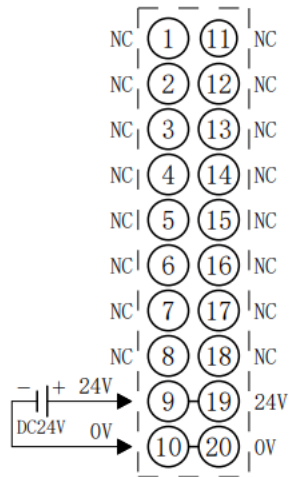 NC 1 11 NC
NC 2 12 NC
NC 3 13 NC
NC 4 14 NC
NC 5 15 NC
NC 6 16 NC
NC 7 17 NC
NC 8 18 NC
- + 24V 9 19 24V
DC24V 0V 10 20 0V